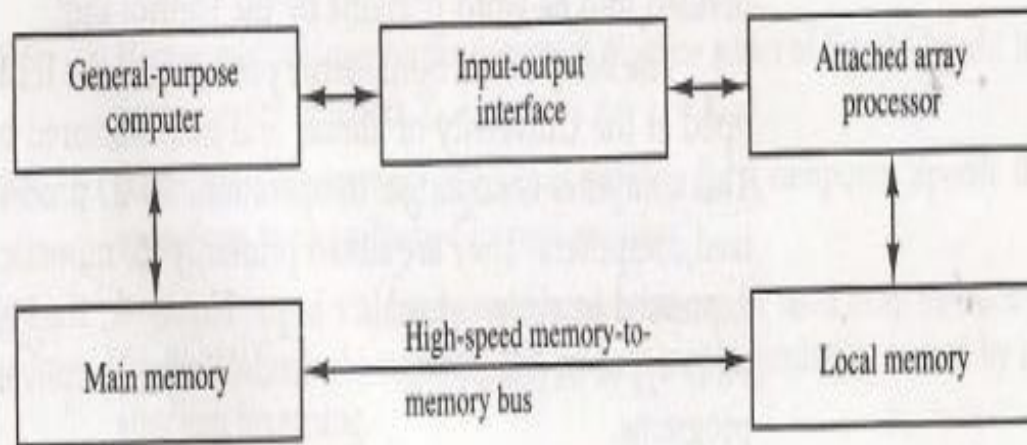 General-purpose
computer
Input-output
interface
Attached array
processor
Main memory
High-speed memory-to-
memory bus
Local memory